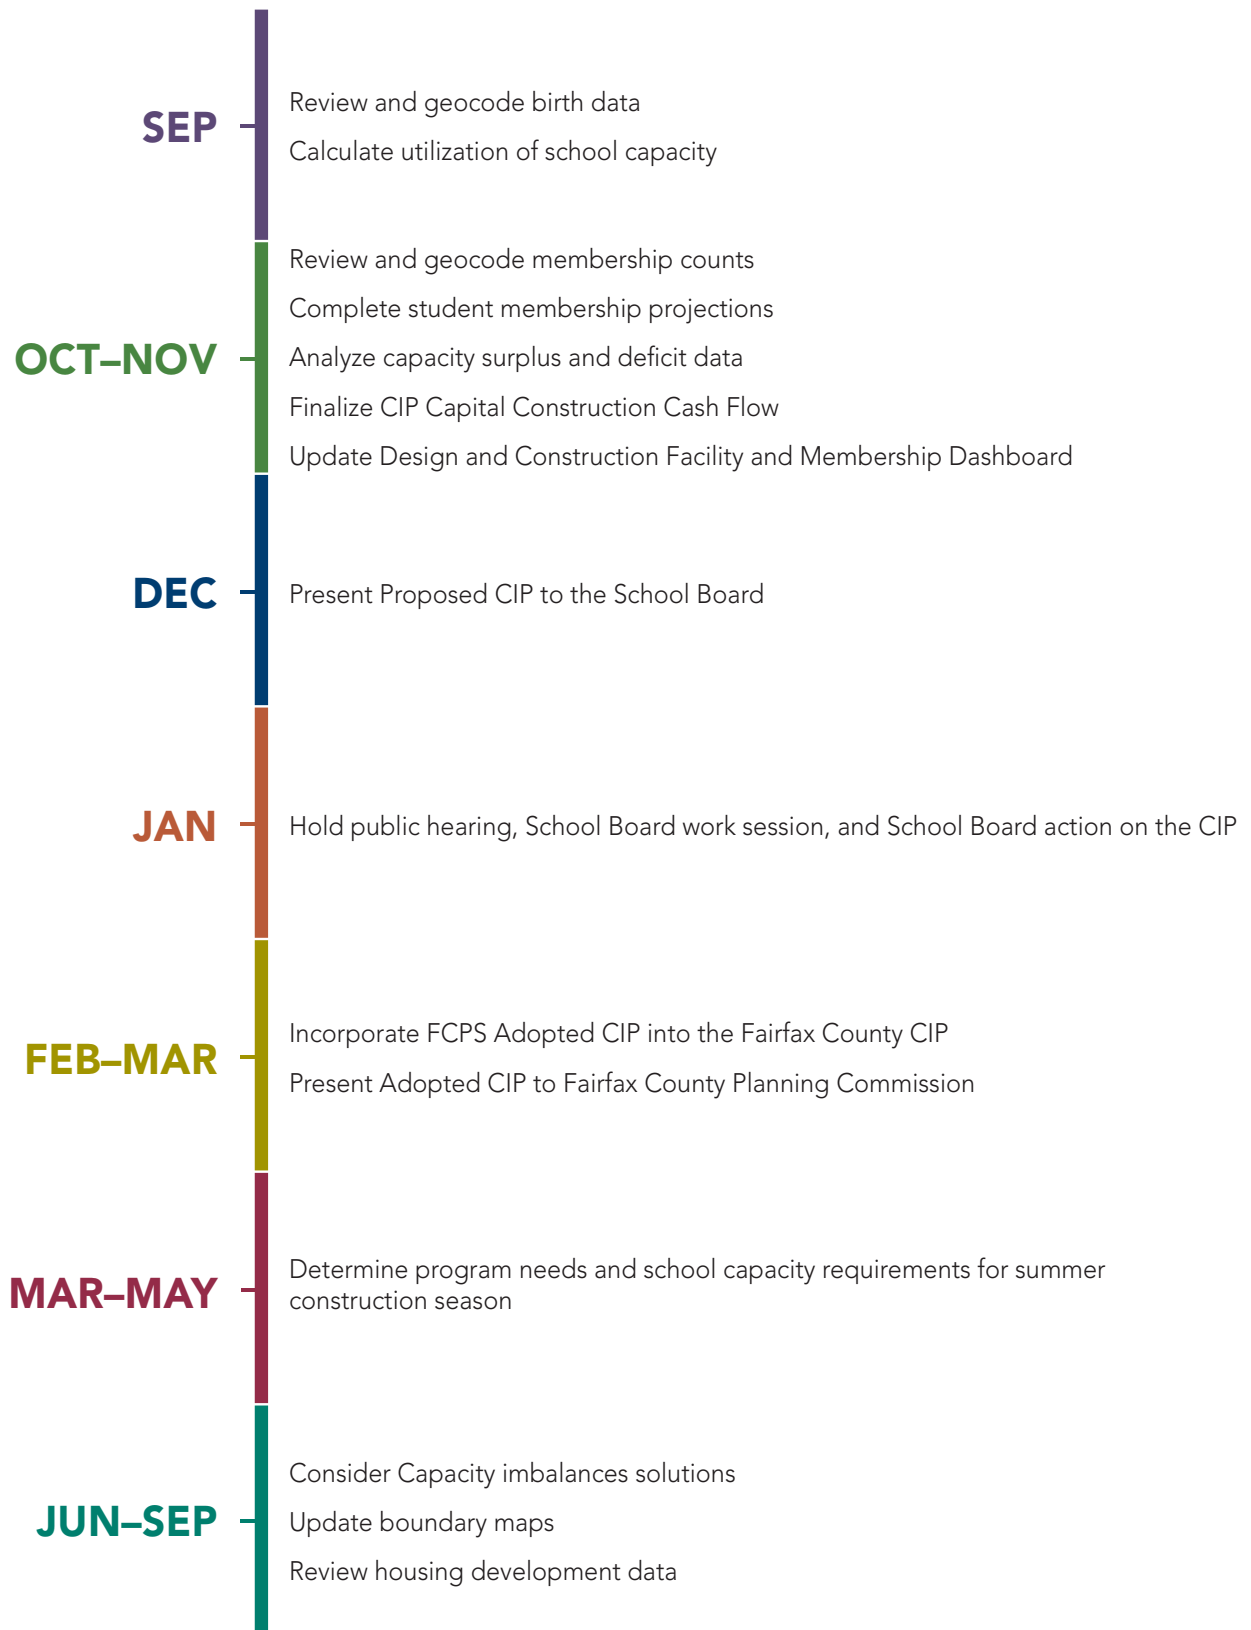 SEP
Review and geocode birth data
Calculate utilization of school capacity
OCT–NOV
Review and geocode membership counts
Complete student membership projections
Analyze capacity surplus and deficit data
Finalize CIP Capital Construction Cash Flow
Update Design and Construction Facility and Membership Dashboard
DEC
Present Proposed CIP to the School Board
JAN
Hold public hearing, School Board work session, and School Board action on the CIP
FEB–MAR
Incorporate FCPS Adopted CIP into the Fairfax County CIP
Present Adopted CIP to Fairfax County Planning Commission
MAR–MAY
Determine program needs and school capacity requirements for summer
construction season
JUN–SEP
Consider Capacity imbalances solutions
Update boundary maps
Review housing development data